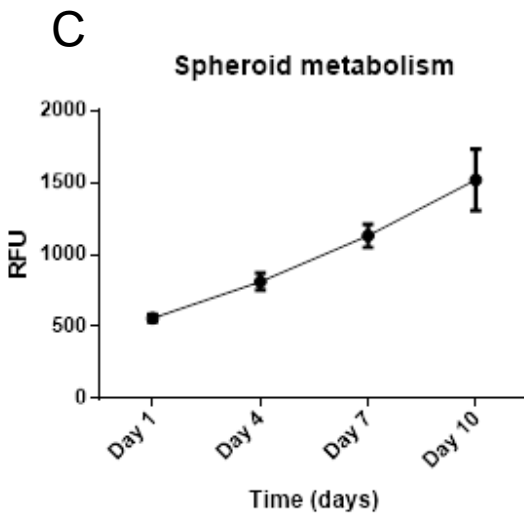 C
Spheroid metabolism
2000
1500
1000
500
0
RFU
Day 1
Day 4
Day 7
Day 10
Time (days)